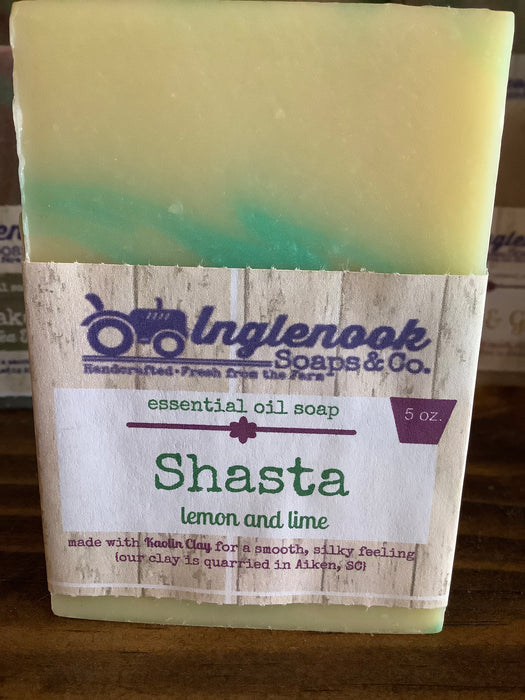 Inglenook
Soaps & Co.
Handcrafted • Fresh from the Farm
essential oil soap
5 oz.
Shasta
lemon and lime
made with Kaolin Clay for a smooth, silky feeling
{our clay is quarried in Aiken, SC}